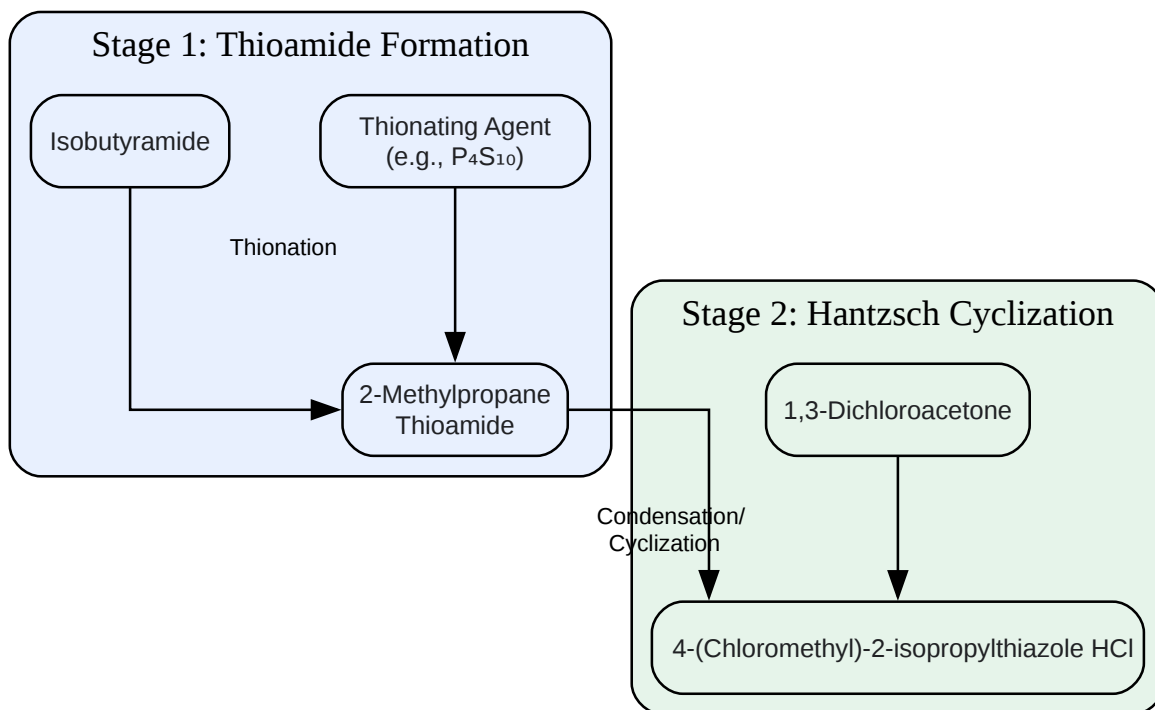 Stage 1: Thioamide Formation
Isobutyramide
Thionating Agent
(e.g., P₄S₁₀)
Thionation
2-Methylpropane
Thioamide
Stage 2: Hantzsch Cyclization
1,3-Dichloroacetone
Condensation/
Cyclization
4-(Chloromethyl)-2-isopropylthiazole HCl